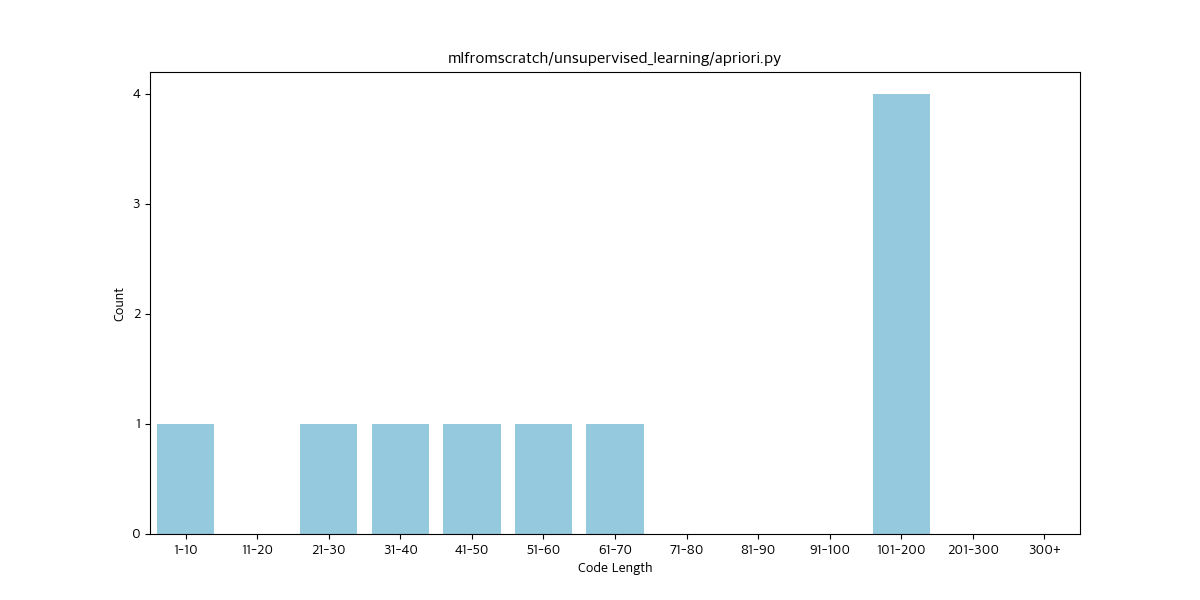 mlfromscratch/unsupervised_learning/apriori.py
4
3
2
1
0
Count
1-10 11-20 21-30 31-40 41-50 51-60 61-70 71-80 81-90 91-100 101-200 201-300 300+
Code Length